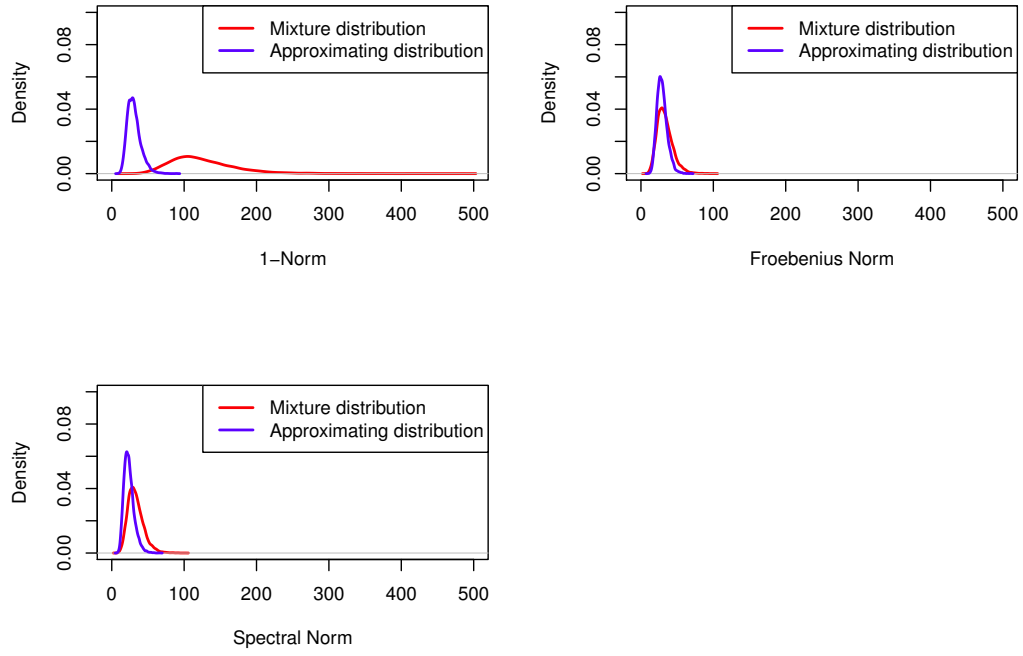 Mixture distribution
Approximating distribution
Density
0.00
0.04
0.08
0 100 200 300 400 500
1−Norm
Mixture distribution
Approximating distribution
Density
0.00
0.04
0.08
0 100 200 300 400 500
Froebenius Norm
Mixture distribution
Approximating distribution
Density
0.00
0.04
0.08
0 100 200 300 400 500
Spectral Norm